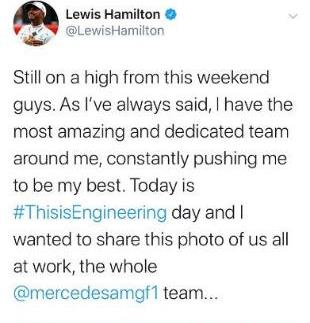 Lewis Hamilton
@LewisHamilton
Still on a high from this weekend
guys. As I've always said, I have the
most amazing and dedicated team
around me, constantly pushing me
to be my best. Today is
#ThisisEngineering day and I
wanted to share this photo of us all
at work, the whole
@mercedesamgf1 team...